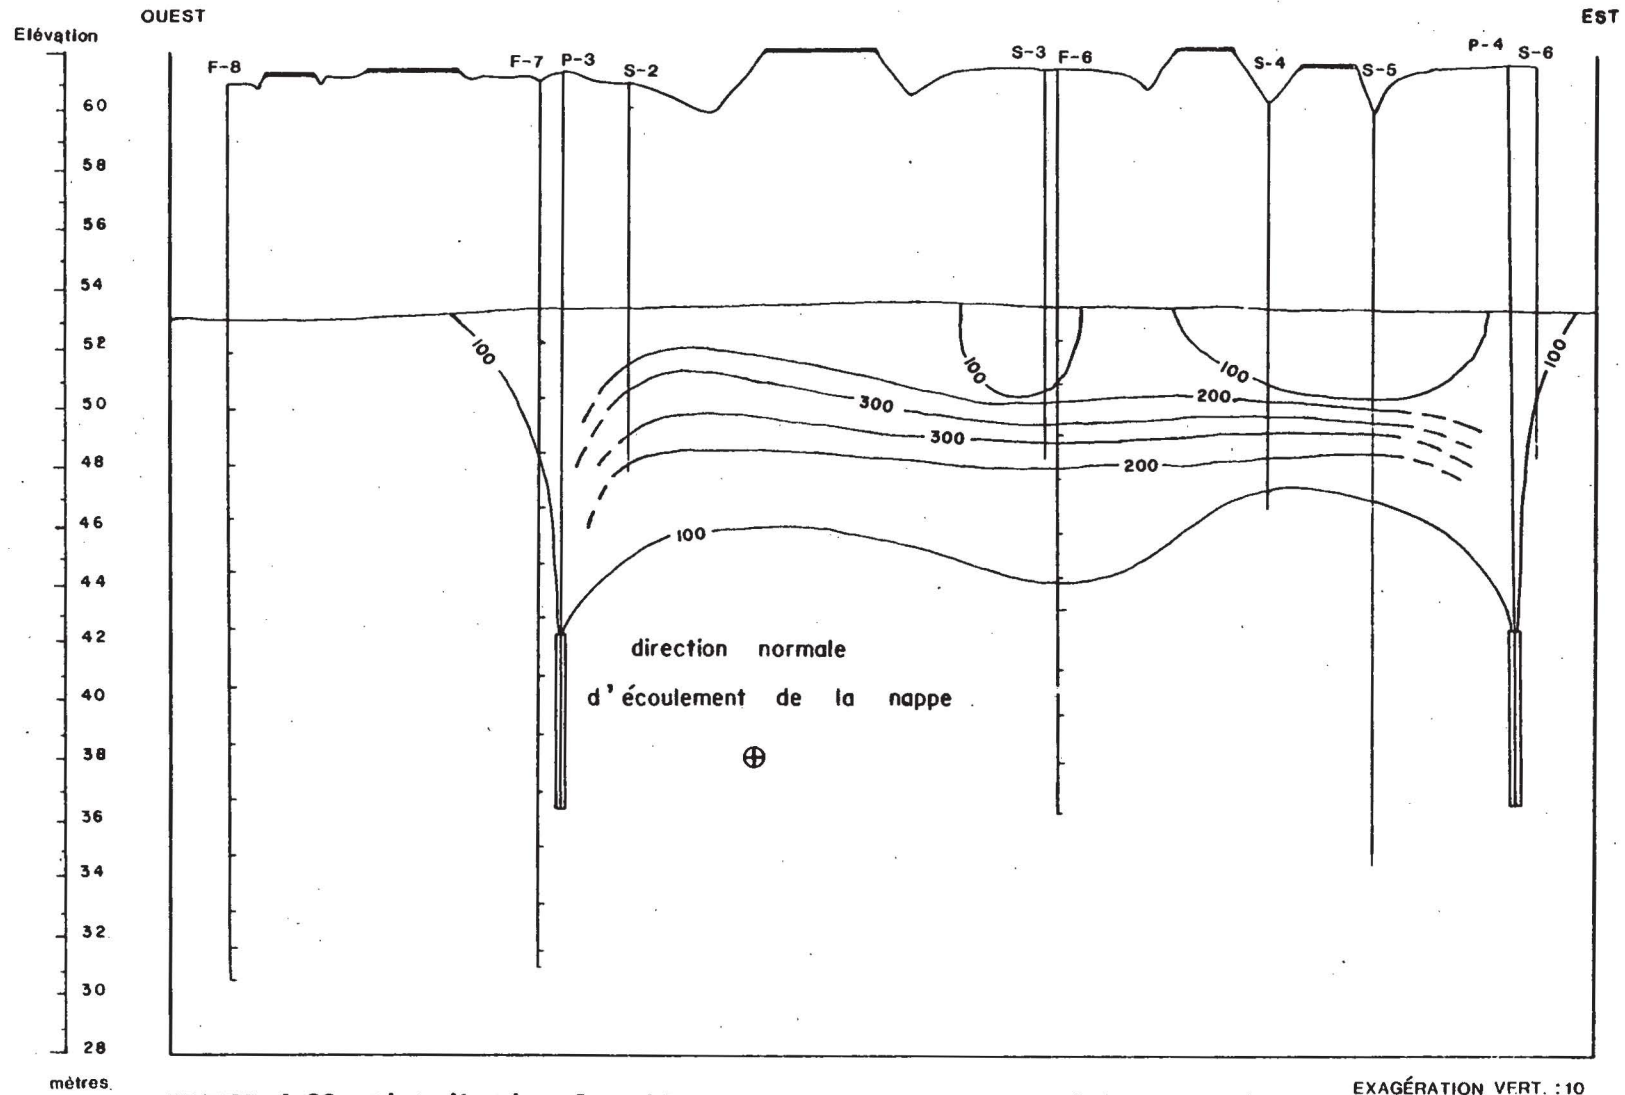 OUEST
EST
Elévation
F-8
F-7
P-3
S-2
S-3
F-6
S-4
S-5
P-4
S-6
60
58
56
54
52
50
48
46
44
42
40
38
36
34
32
30
28
mètres
100
100
100
100
200
300
300
200
100
direction normale
d'écoulement de la nappe
EXAGÉRATION VERT. :10